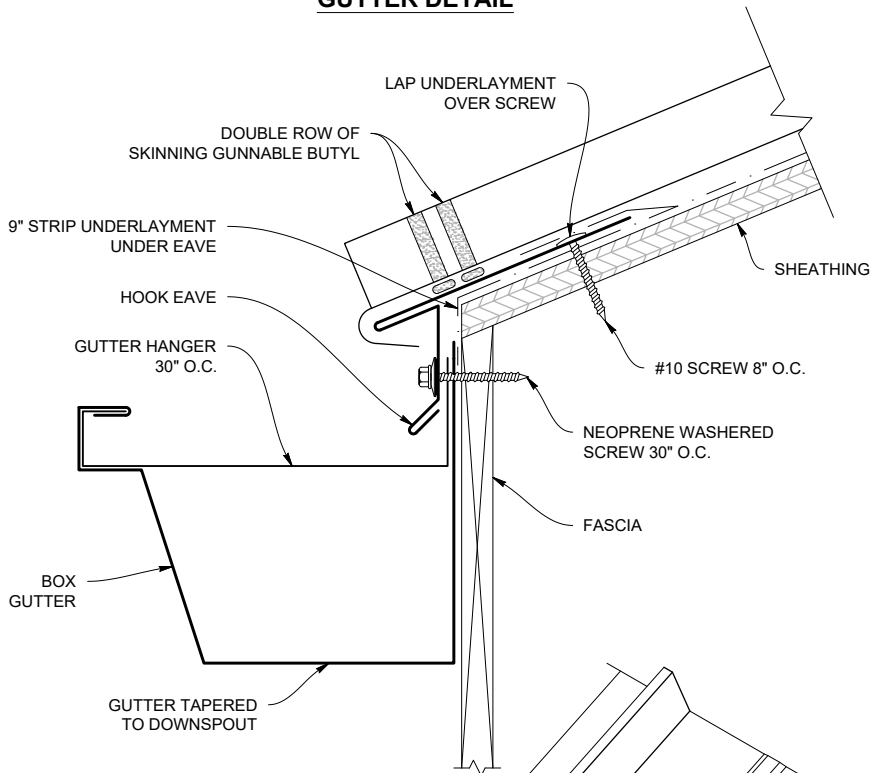 GUTTER DETAIL
LAP UNDERLAYMENT
OVER SCREW
DOUBLE ROW OF
SKINNING GUNNABLE BUTYL
9" STRIP UNDERLAYMENT
UNDER EAVE
HOOK EAVE
GUTTER HANGER
30" O.C.
SHEATHING
#10 SCREW 8" O.C.
NEOPRENE WASHERED
SCREW 30" O.C.
FASCIA
BOX
GUTTER
GUTTER TAPERED
TO DOWNSPOUT